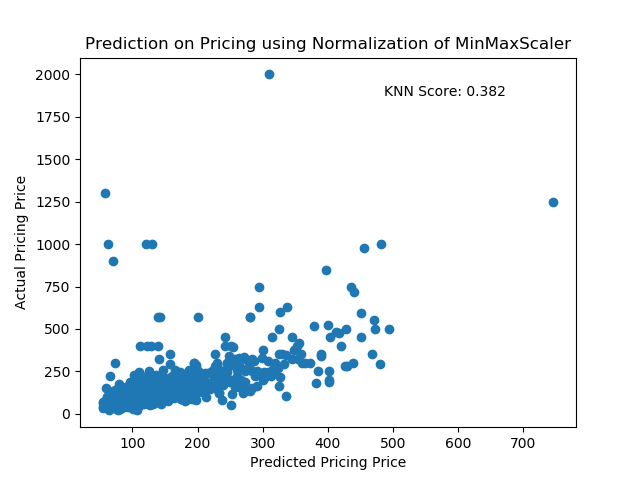 Prediction on Pricing using Normalization of MinMaxScaler
2000
KNN Score: 0.382
1750
1500
1250
1000
750
500
250
0
Actual Pricing Price
100 200 300 400 500 600 700
Predicted Pricing Price